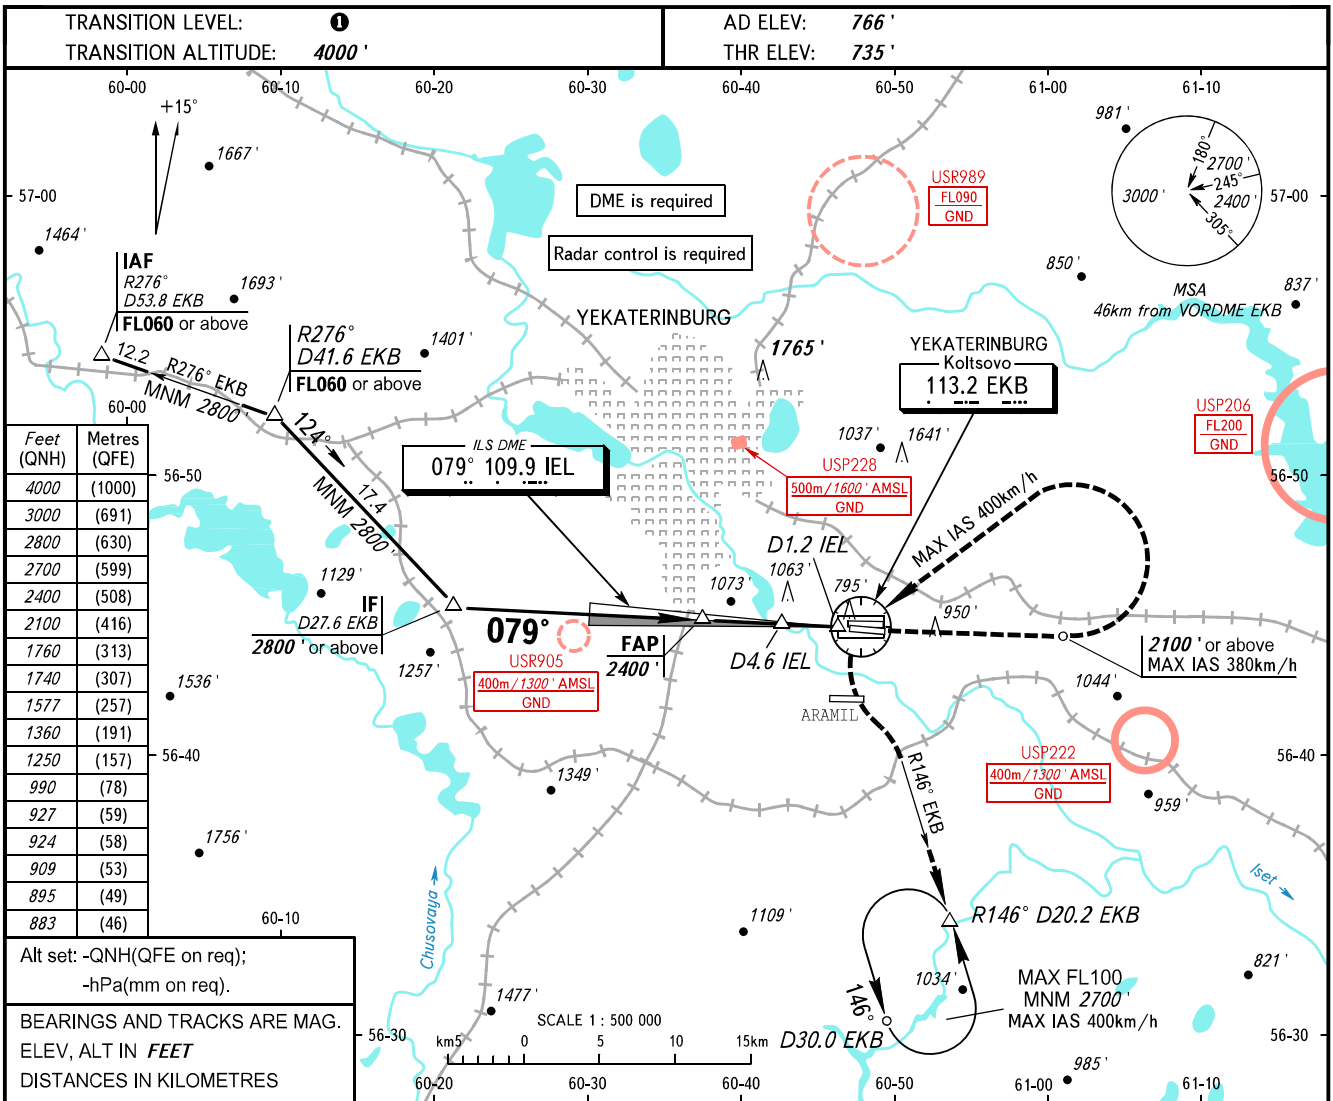 TRANSITION LEVEL: ❶
TRANSITION ALTITUDE: 4000 '
AD ELEV: 766 '
THR ELEV: 735 '
60-00 60-10 60-20 60-30 60-40 60-50 61-00 61-10
+15°
1667 '
981 '
57-00
57-00
DME is required
Radar control is required
USR989
FL090
GND
180°
2700 '
245°
2400 '
305°
3000 '
MSA
46km from VORDME EKB
1464 '
850 '
837 '
IAF
R276°
D53.8 EKB
FL060 or above
1693 '
R276°
D41.6 EKB
FL060 or above
1401 '
YEKATERINBURG
1765 '
YEKATERINBURG
Koltsovo
113.2 EKB
12.2
R276° EKB
MNM 2800 '
60-00
124°
17.4
MNM 2800 '
ILS DME
079° 109.9 IEL
1037 '
1641 '
USP228
500m/1600 ' AMSL
GND
USP206
FL200
GND
56-50
56-50
Feet (QNH) Metres (QFE)
4000 (1000)
3000 (691)
2800 (630)
2700 (599)
2400 (508)
2100 (416)
1760 (313)
1740 (307)
1577 (257)
1360 (191)
1250 (157)
990 (78)
927 (59)
924 (58)
909 (53)
895 (49)
883 (46)
MAX IAS 400km/h
D1.2 IEL
1063 '
795 '
1073 '
950 '
1129 '
IF
D27.6 EKB
2800 ' or above
1257 '
079°
USR905
400m/1300 ' AMSL
GND
FAP
2400 '
D4.6 IEL
2100 ' or above
MAX IAS 380km/h
1044 '
1536 '
ARAMIL
56-40
56-40
USP222
400m/1300 ' AMSL
GND
959 '
1349 '
R146° EKB
1756 '
Chusovaya
Iset
60-10
1109 '
R146° D20.2 EKB
821 '
1034 '
146°
MAX FL100
MNM 2700 '
MAX IAS 400km/h
D30.0 EKB
1477 '
985 '
56-30
56-30
Alt set: -QNH(QFE on req);
-hPa(mm on req).
BEARINGS AND TRACKS ARE MAG.
ELEV, ALT IN FEET
DISTANCES IN KILOMETRES
SCALE 1 : 500 000
km5 0 5 10 15km
60-20 60-30 60-40 60-50 61-00 61-10